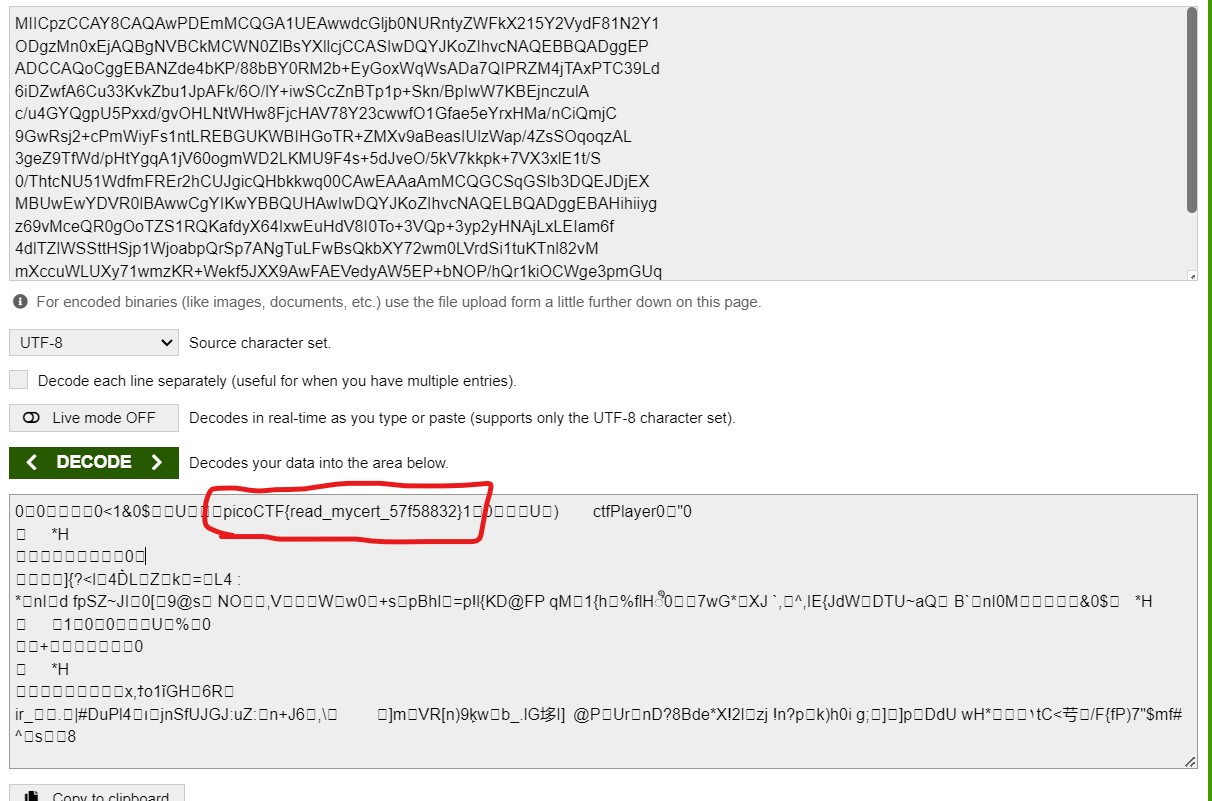 MIICpzCCAY8CAQAwPDEmMCQGA1UEAwwdcGljb0NURntyZWFkX215Y2VydF81N2Y1
ODgzMn0xEjAQBgNVBCkMCWN0ZlBsYXllcjCCASIwDQYJKoZIhvcNAQEBBQADggEP
ADCCAQoCggEBANZde4bKP/88bBY0RM2b+EyGoxWqWsADa7QIPRZM4jTAxPTC39Ld
6iDZwfA6Cu33KvkZbu1JpAFk/6O/lY+iwSCcZnBTp1p+Skn/BpIwW7KBEjnczulA
c/u4GYQgpU5Pxxd/gvOHLNtWHw8FjcHAV78Y23cwwfO1Gfae5eYrxHMa/nCiQmjC
9GwRsj2+cPmWiyFs1ntLREBGUKWBIHGoTR+ZMXv9aBeasIUlzWap/4ZsSOqoqzAL
3geZ9TfWd/pHtYgqA1jV60ogmWD2LKMU9F4s+5dJveO/5kV7kkpk+7VX3xlE1t/S
0/ThtcNU51WdfmFREr2hCUJgicQHbkkwq00CAwEAAaAmMCQGCSqGSIb3DQEJDjEX
MBUwEwYDVR0lBAwwCgYIKwYBBQUHAwIwDQYJKoZIhvcNAQELBQADggEBAHihiiyg
z69vMceQR0gOoTZS1RQKafdyX64lxwEuHdV8I0To+3VQp+3yp2yHNAjLxLEIam6f
4dlTZIWSSttHSjp1WjoabpQrSp7ANgTuLFwBsQkbXY72wm0LVrdSi1tuKTnl82vM
mXccuWLUXy71wmzKR+Wekf5JXX9AwFAEVedyAW5EP+bNOP/hQr1kiOCWge3pmGUq
For encoded binaries (like images, documents, etc.) use the file upload form a little further down on this page.
UTF-8 Source character set.
Decode each line separately (useful for when you have multiple entries).
Live mode OFF Decodes in real-time as you type or paste (supports only the UTF-8 character set).
< DECODE > Decodes your data into the area below.
0<1&0$ U picoCTF{read_mycert_57f58832}1 0 U ) ctfPlayer0 "0
*H
0
]{?<l 4D̀L Z k = L4 :
* nl d fpSZ~JI 0[ 9@s NO ,V W w0 +s pBhl =p!l{KD@FP qM 1{h %flH 0 7wG* XJ `, ^,lE{JdW DTU~aQ B` nl0M &0$ *H
1 0 0 U % 0
+ 0
*H
x,†o1ǐGH 6R
ir_ . |#DuPl4 ı jnSfUJGJ:uZ: n+J6 ,\ ]m VR[n)9ķw b_.lG l] @P Ur nD?8Bde*X!2l zj !n?p k)h0i g; ] ]p DdU wH* tC< /F{fP)7"$mf#
^ s 8
Copy to clipboard